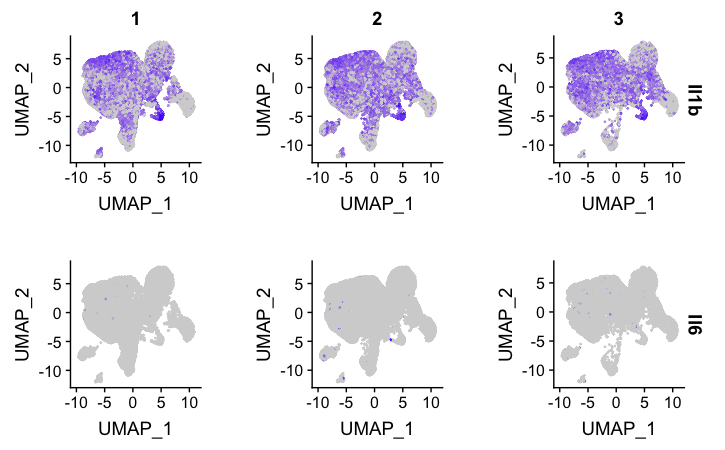 1 2 3
UMAP_2 5 0 -5 -10 UMAP_2 5 0 -5 -10 UMAP_2 5 0 -5 -10 Il1b
-10 -5 0 5 10 -10 -5 0 5 10 -10 -5 0 5 10
UMAP_1 UMAP_1 UMAP_1
UMAP_2 5 0 -5 -10 UMAP_2 5 0 -5 -10 UMAP_2 5 0 -5 -10 Il6
-10 -5 0 5 10 -10 -5 0 5 10 -10 -5 0 5 10
UMAP_1 UMAP_1 UMAP_1